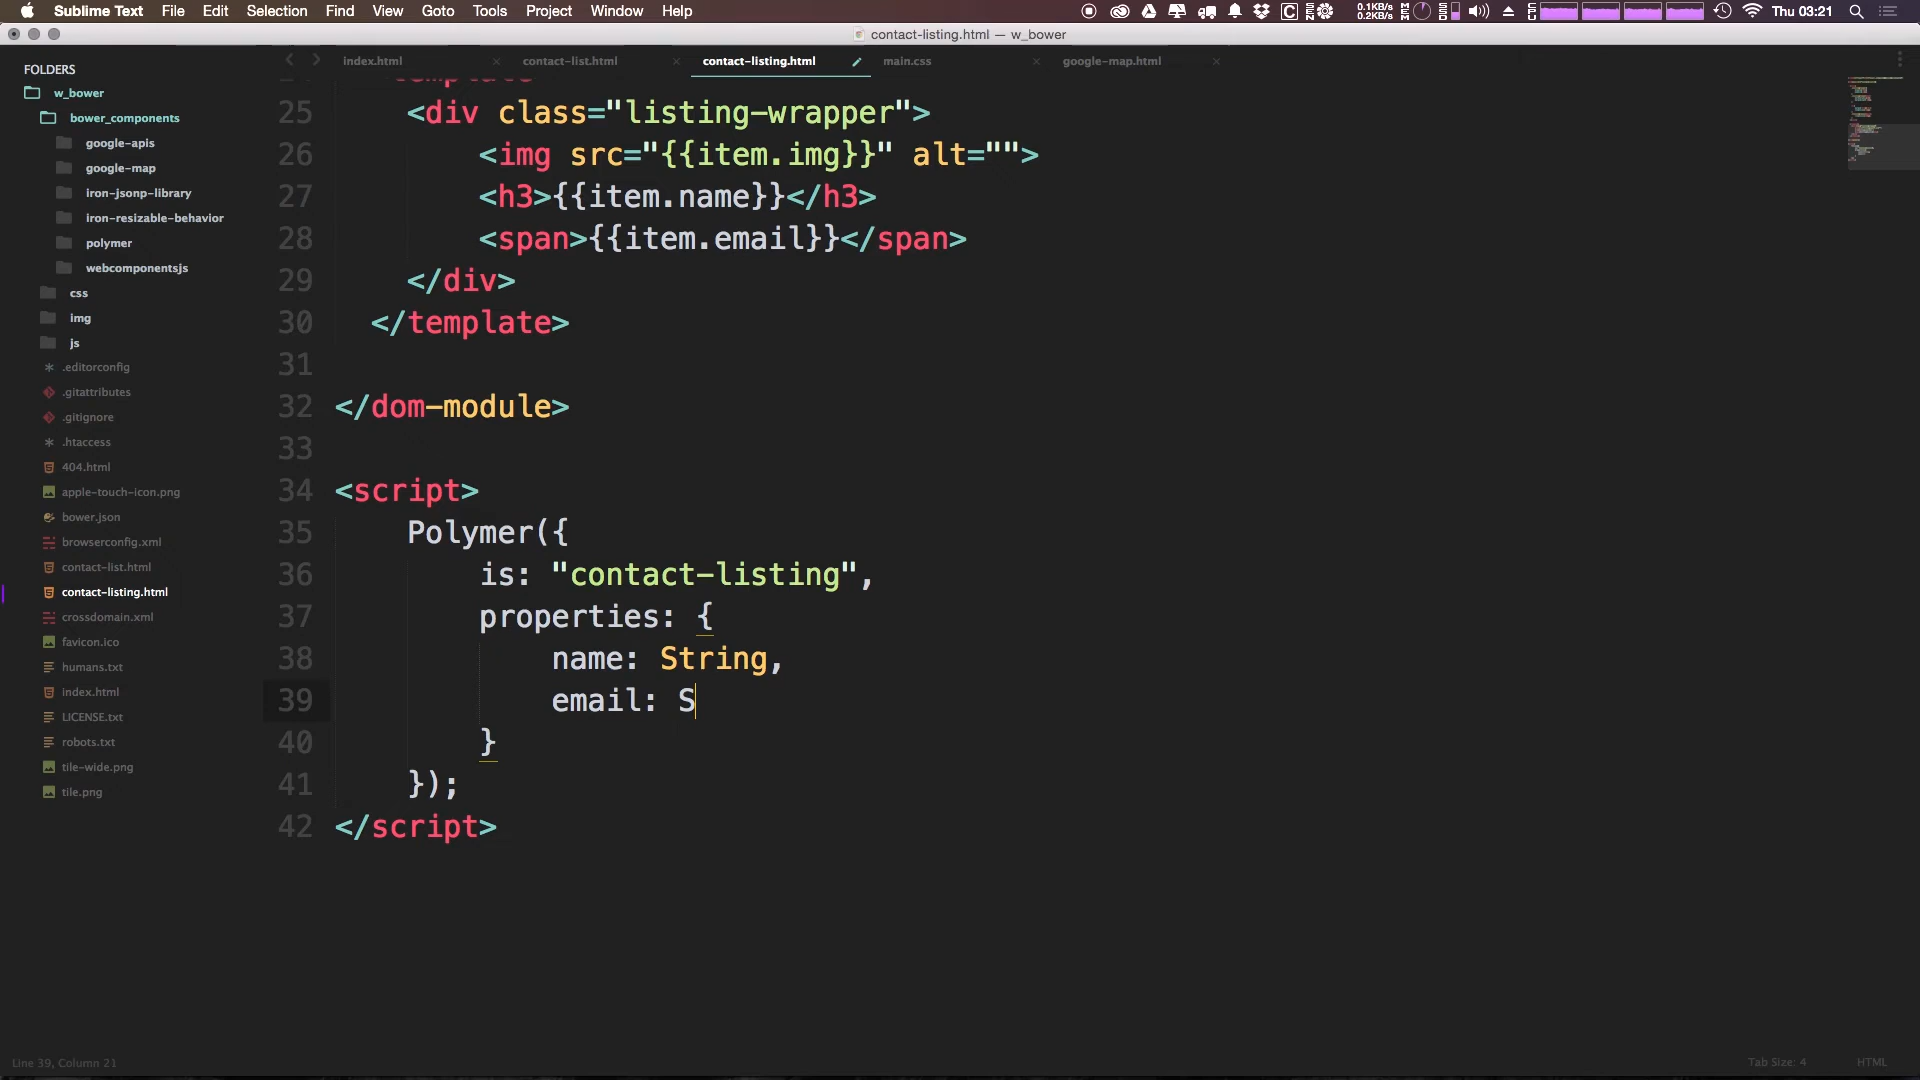 Sublime Text File Edit Selection Find View Goto Tools Project Window Help 0.1KB/s 0.2KB/s Thu 03:21
contact-listing.html — w_bower
FOLDERS
w_bower
bower_components
google-apis
google-map
iron-jsonp-library
iron-resizable-behavior
polymer
webcomponentsjs
css
img
js
.editorconfig
.gitattributes
.gitignore
.htaccess
404.html
apple-touch-icon.png
bower.json
browserconfig.xml
contact-list.html
contact-listing.html
crossdomain.xml
favicon.ico
humans.txt
index.html
LICENSE.txt
robots.txt
tile-wide.png
tile.png
index.html contact-list.html contact-listing.html main.css google-map.html
25 <div class="listing-wrapper">
26 <img src="{{item.img}}" alt="">
27 <h3>{{item.name}}</h3>
28 <span>{{item.email}}</span>
29 </div>
30 </template>
31
32 </dom-module>
33
34 <script>
35 Polymer({
36 is: "contact-listing",
37 properties: {
38 name: String,
39 email: S
40 }
41 });
42 </script>
Line 39, Column 21 Tab Size: 4 HTML